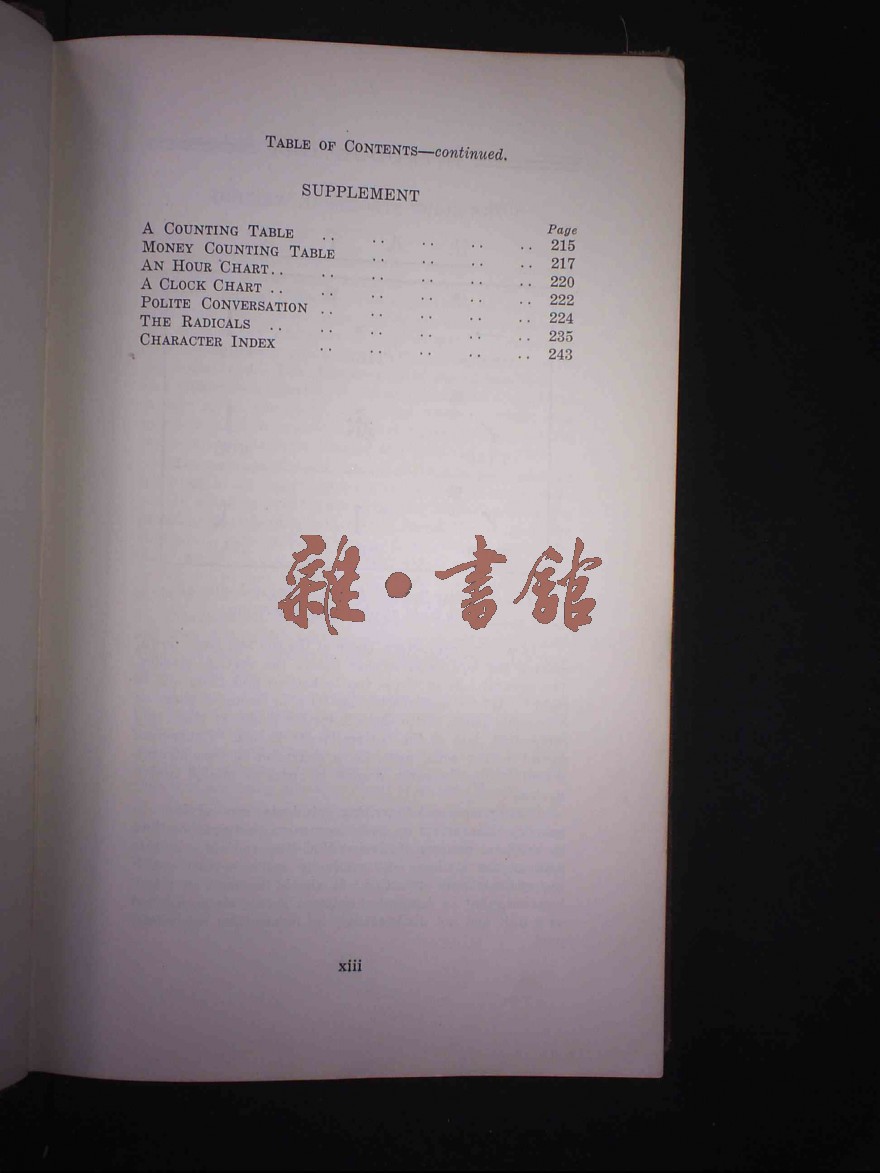 TABLE OF CONTENTS—continued.
SUPPLEMENT
Page
A COUNTING TABLE .. .. .. .. .. 215
MONEY COUNTING TABLE .. .. .. .. 217
AN HOUR CHART.. .. .. .. .. .. 220
A CLOCK CHART .. .. .. .. .. .. 222
POLITE CONVERSATION .. .. .. .. .. 224
THE RADICALS .. .. .. .. .. .. 235
CHARACTER INDEX .. .. .. .. .. 243
雜·書館
xiii